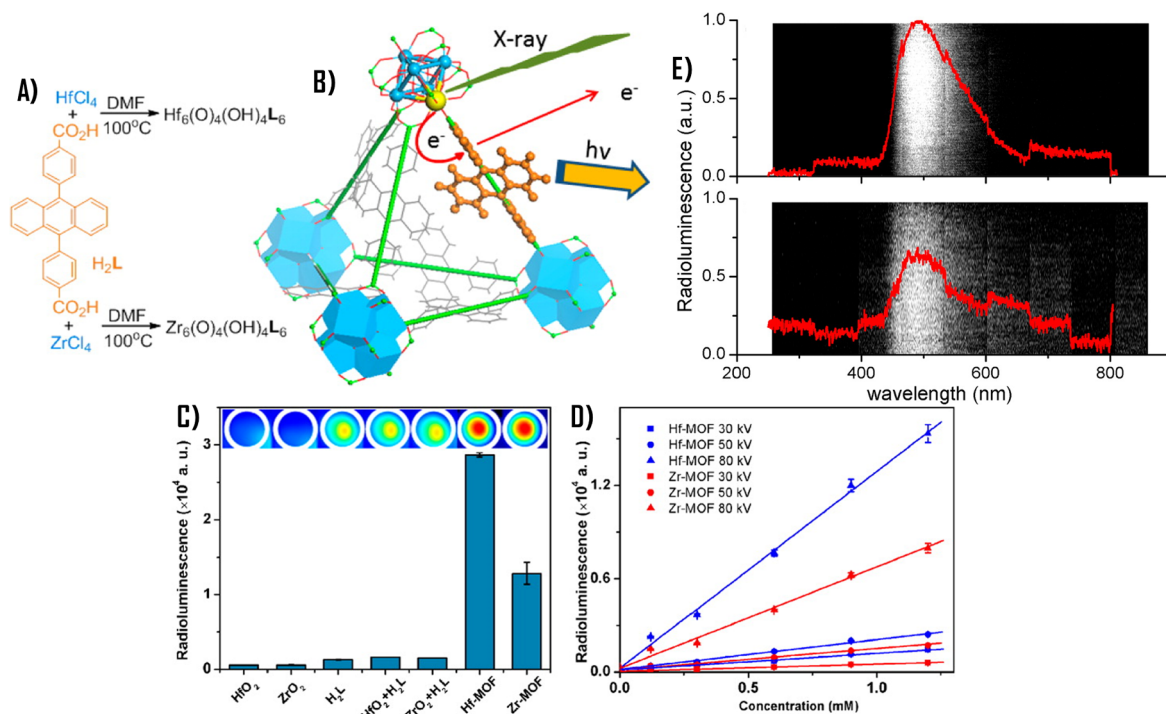 A)
HfCl4
+
CO2H
DMF
100°C
Hf6(O)4(OH)4L6
H2L
CO2H
+
ZrCl4
DMF
100°C
Zr6(O)4(OH)4L6
B)
X-ray
e-
e-
hν
E)
Radioluminescence (a.u.)
1.0
0.5
0.0
1.0
0.5
0.0
200
400
600
800
wavelength (nm)
C)
Radioluminescence (×10⁴ a. u.)
3
2
1
0
HfO2
ZrO2
H2L
HfO2+H2L
ZrO2+H2L
Hf-MOF
Zr-MOF
D)
Radioluminescence (×10⁴ a. u.)
Hf-MOF 30 kV
Hf-MOF 50 kV
Hf-MOF 80 kV
Zr-MOF 30 kV
Zr-MOF 50 kV
Zr-MOF 80 kV
1.2
0.6
0.0
0.0
0.5
1.0
Concentration (mM)